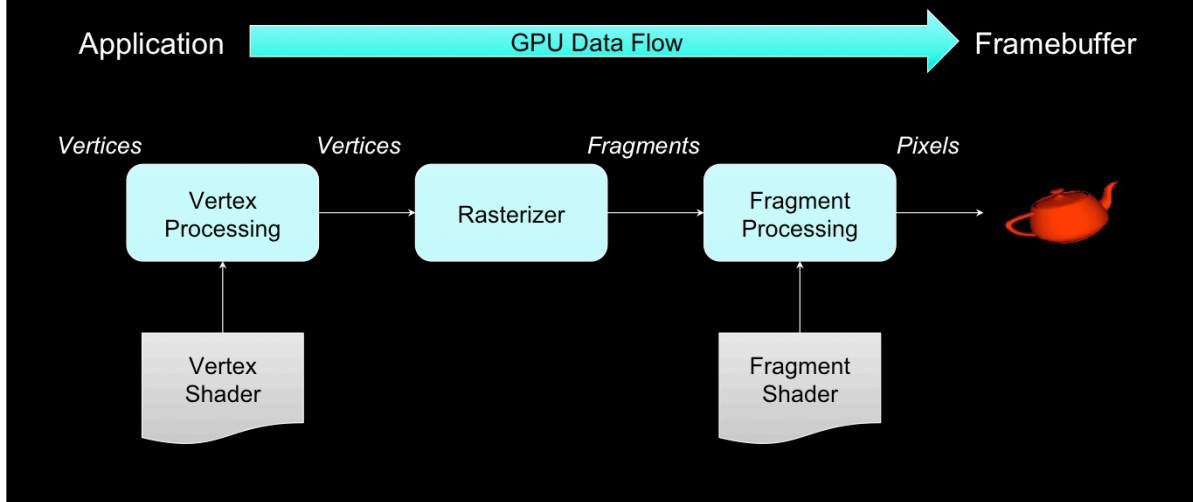 Application
GPU Data Flow
Framebuffer
Vertices
Vertices
Fragments
Pixels
Vertex
Processing
Rasterizer
Fragment
Processing
Vertex
Shader
Fragment
Shader